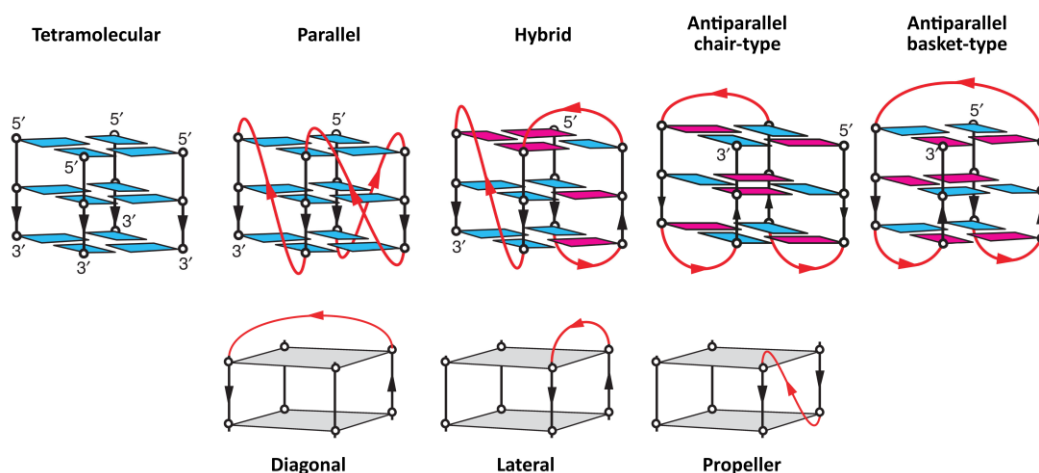 Tetramolecular
Parallel
Hybrid
Antiparallel
chair-type
Antiparallel
basket-type
5′
5′
5′
5′
3′
3′
3′
3′
5′
3′
5′
3′
5′
3′
5′
3′
Diagonal
Lateral
Propeller